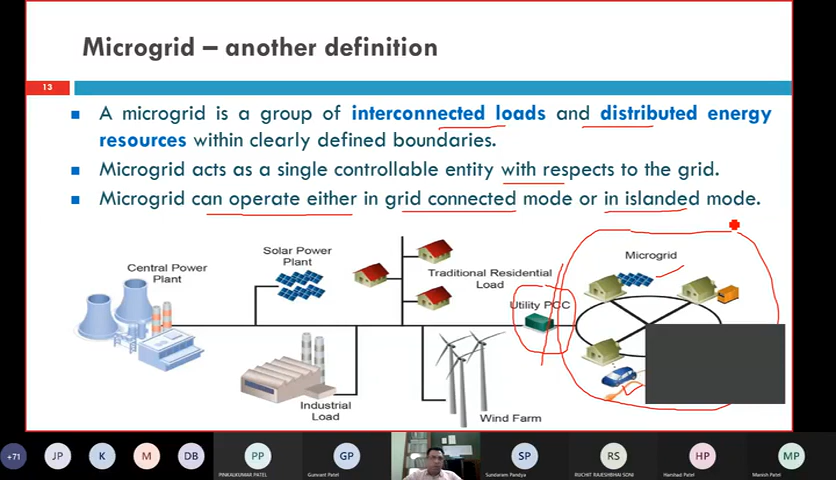 Microgrid – another definition
13
A microgrid is a group of interconnected loads and distributed energy
resources within clearly defined boundaries.
Microgrid acts as a single controllable entity with respects to the grid.
Microgrid can operate either in grid connected mode or in islanded mode.
Central Power
Plant
Solar Power
Plant
Traditional Residential
Load
Utility PCC
Microgrid
Industrial
Load
Wind Farm
+71
JP
K
M
DB
PP
GP
SP
RS
HP
MP
PINKALKUMAR PATEL
Gunvant Patel
Sundaram Pandya
RUCHIT RAJESHBHAI SONI
Harshad Patel
Manish Patel